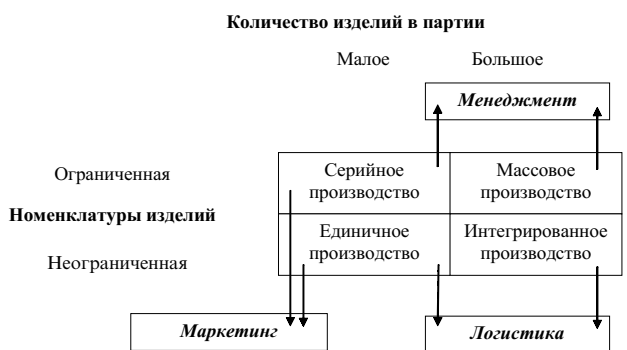 Количество изделий в партии
Малое Большое
Менеджмент
Ограниченная
Серийное производство
Массовое производство
Номенклатуры изделий
Единичное производство
Интегрированное производство
Неограниченная
Маркетинг
Логистика